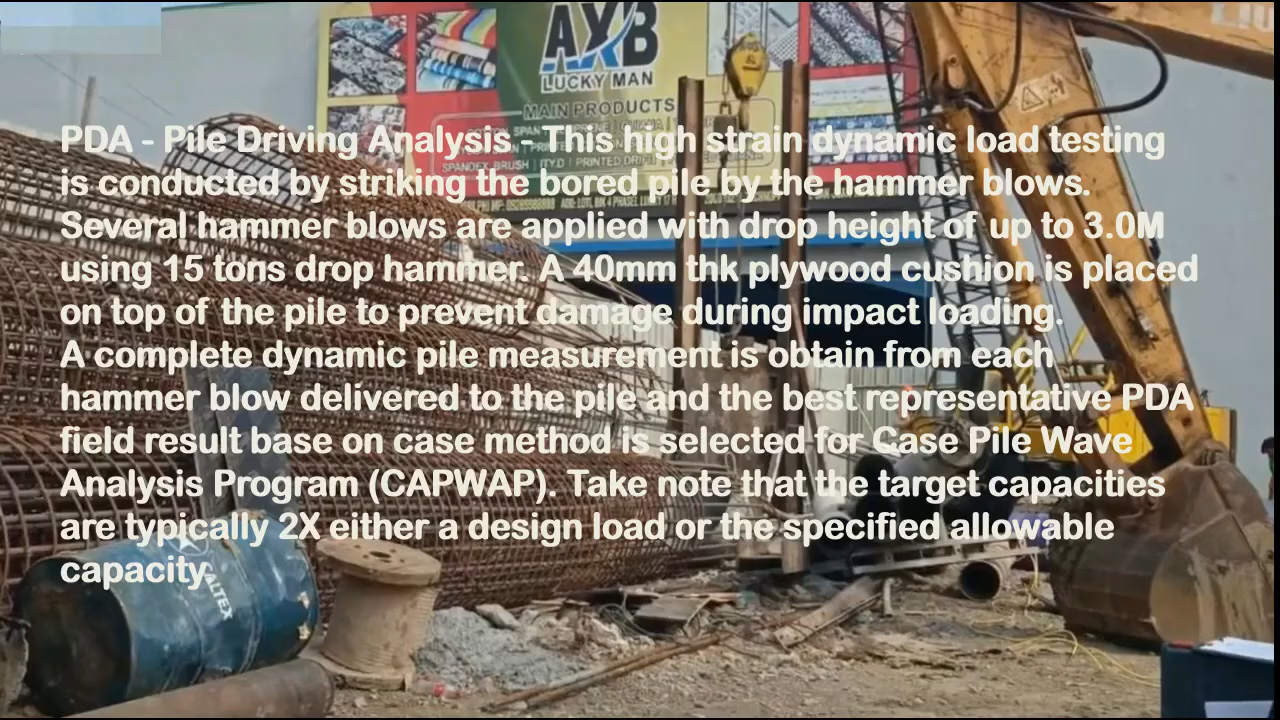 AXB
LUCKY MAN
MAIN PRODUCTS
PDA - Pile Driving Analysis - This high strain dynamic load testing
is conducted by striking the bored pile by the hammer blows.
Several hammer blows are applied with drop height of up to 3.0M
using 15 tons drop hammer. A 40mm thk plywood cushion is placed
on top of the pile to prevent damage during impact loading.
A complete dynamic pile measurement is obtain from each
hammer blow delivered to the pile and the best representative PDA
field result base on case method is selected for Case Pile Wave
Analysis Program (CAPWAP). Take note that the target capacities
are typically 2X either a design load or the specified allowable
capacity.
CALTEX